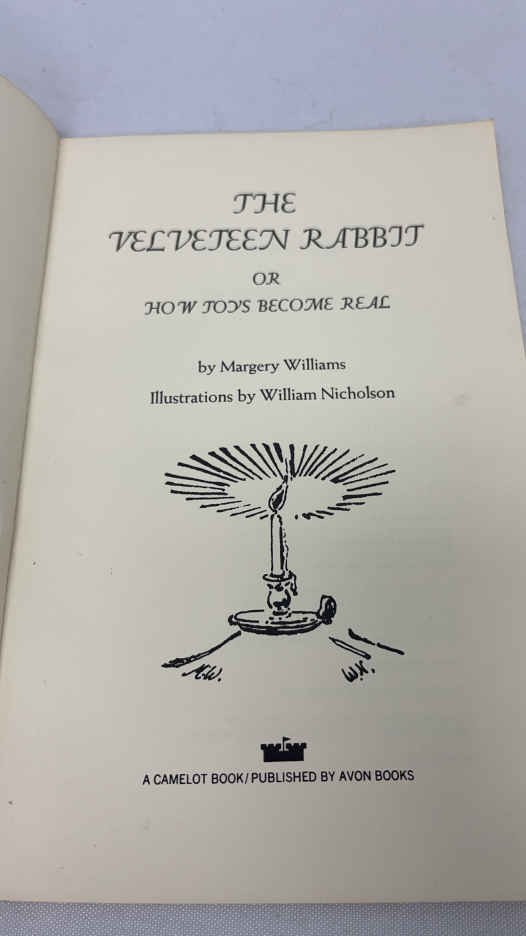 THE
VELVETEEN RABBIT
OR
HOW TOYS BECOME REAL
by Margery Williams
Illustrations by William Nicholson
M.W. W.N.
A CAMELOT BOOK/PUBLISHED BY AVON BOOKS